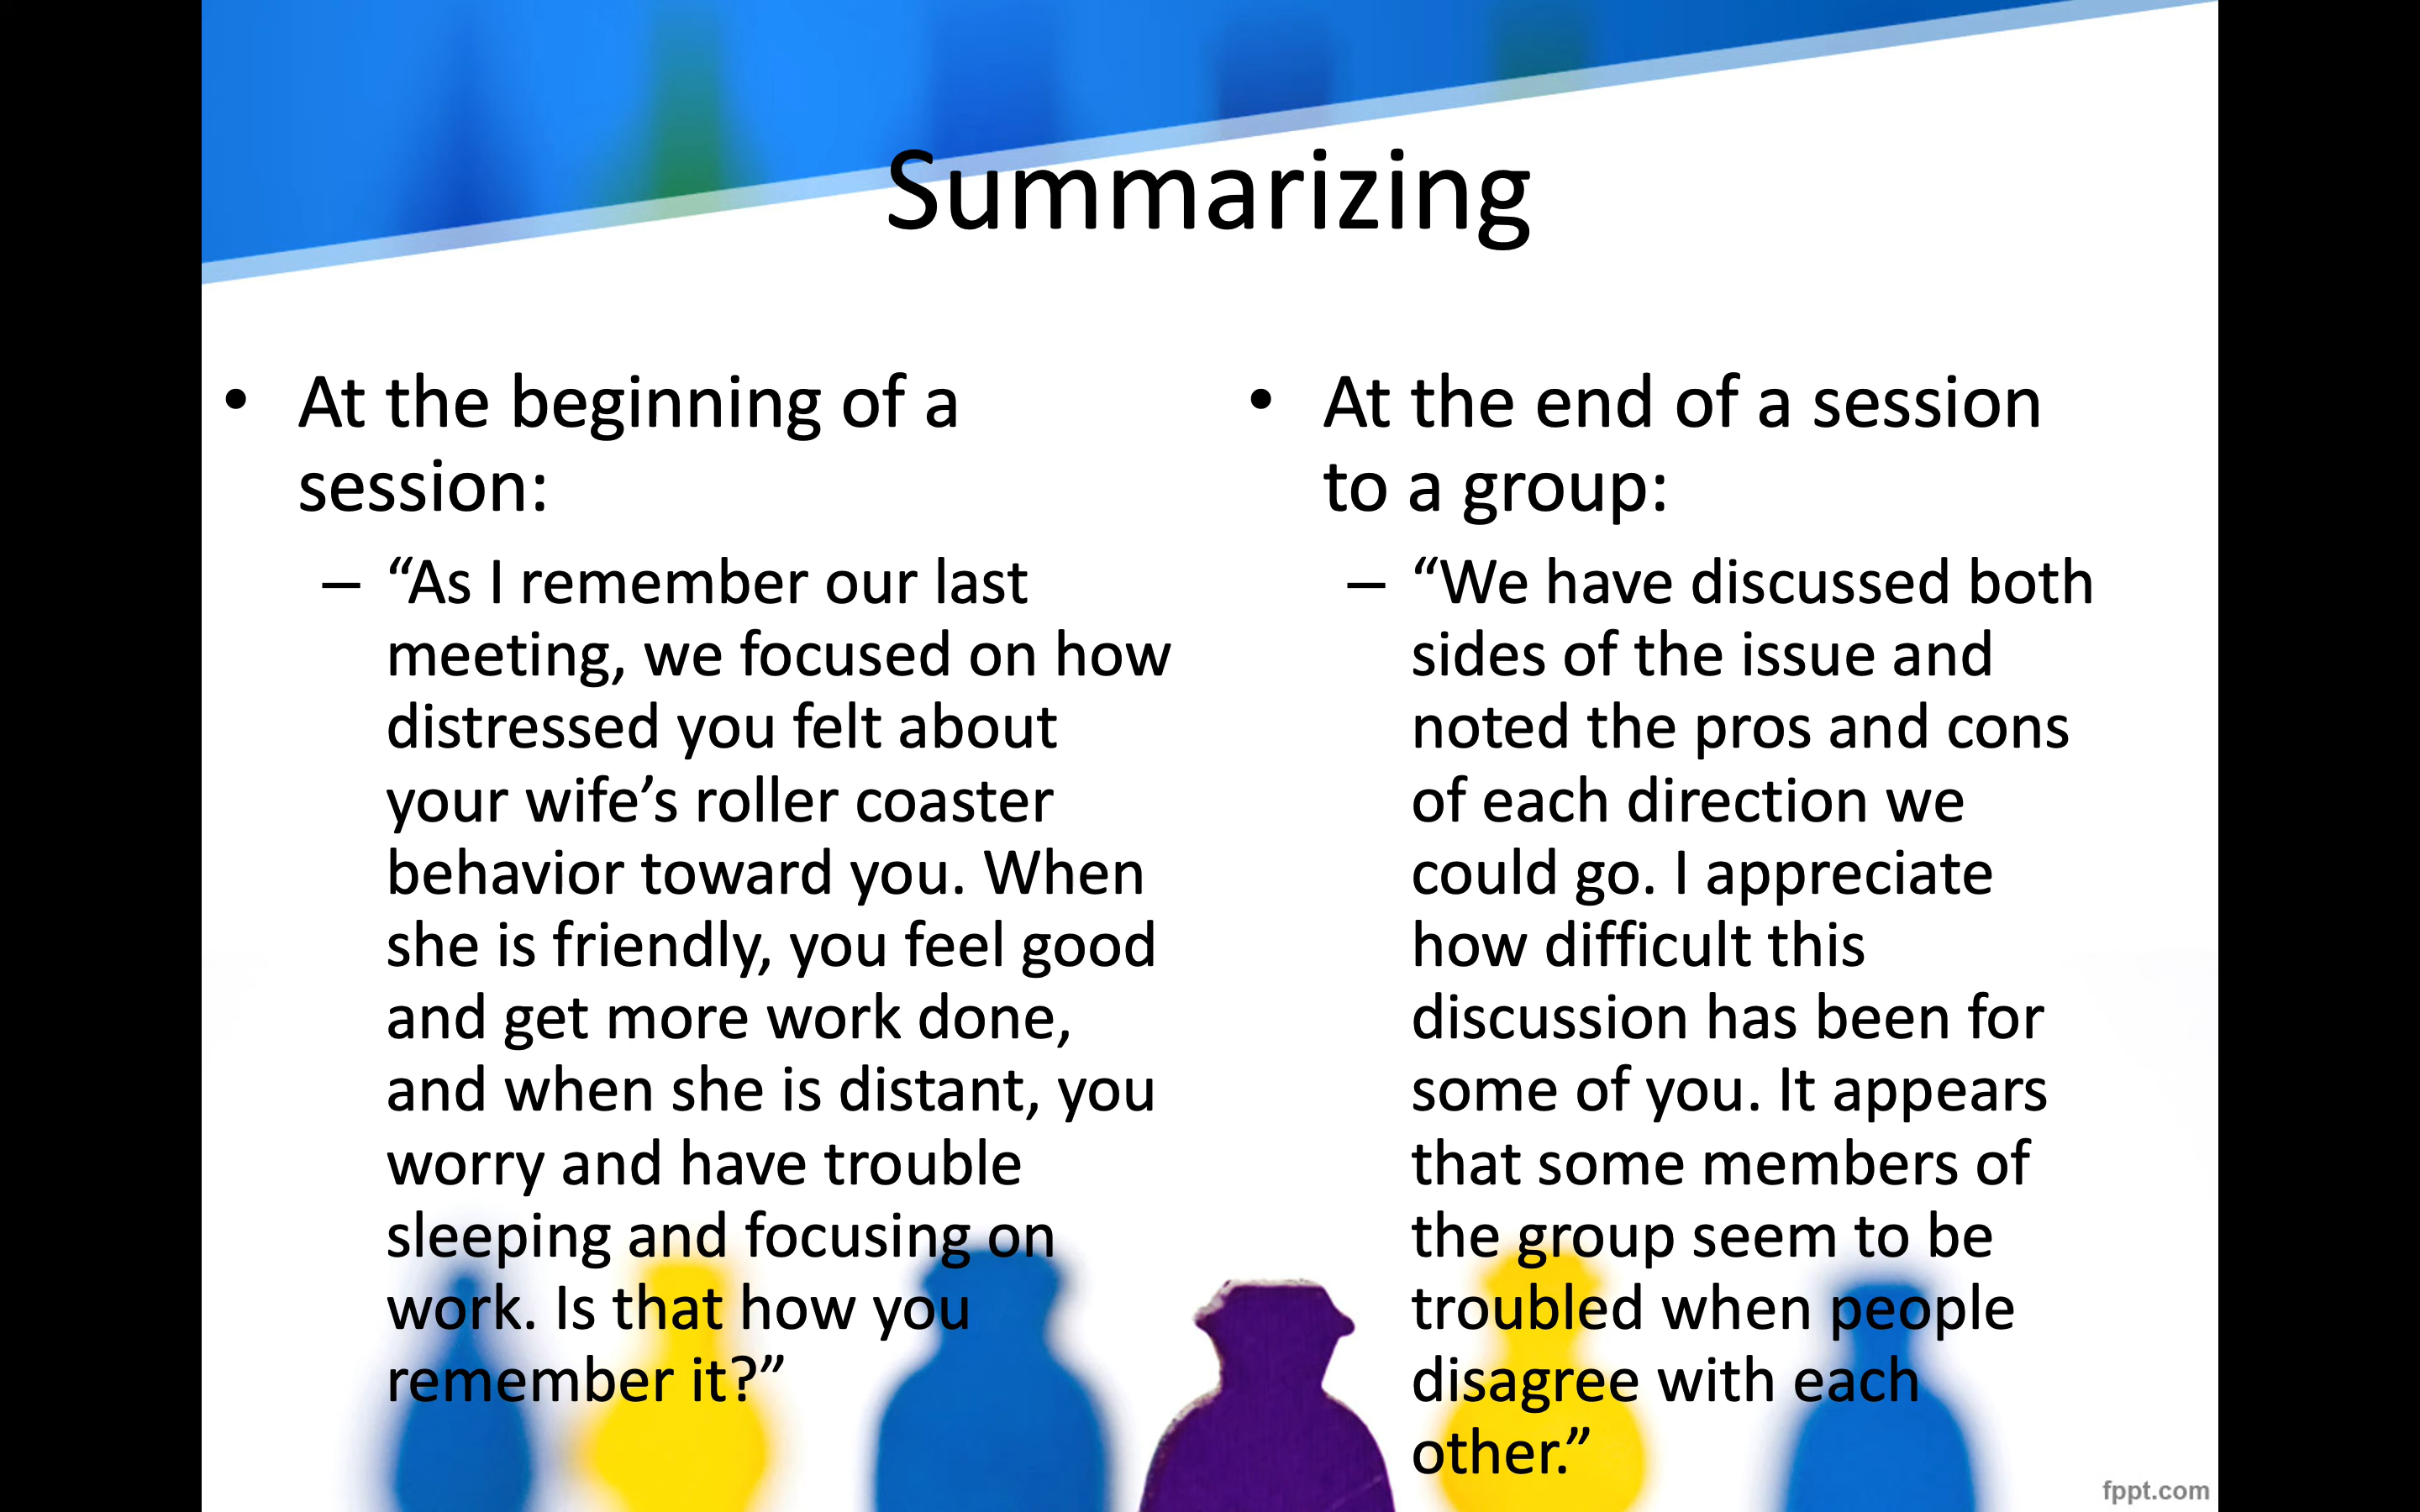 Summarizing
• At the beginning of a
session:
– “As I remember our last
meeting, we focused on how
distressed you felt about
your wife’s roller coaster
behavior toward you. When
she is friendly, you feel good
and get more work done,
and when she is distant, you
worry and have trouble
sleeping and focusing on
work. Is that how you
remember it?”
• At the end of a session
to a group:
– “We have discussed both
sides of the issue and
noted the pros and cons
of each direction we
could go. I appreciate
how difficult this
discussion has been for
some of you. It appears
that some members of
the group seem to be
troubled when people
disagree with each
other.”
fppt.com